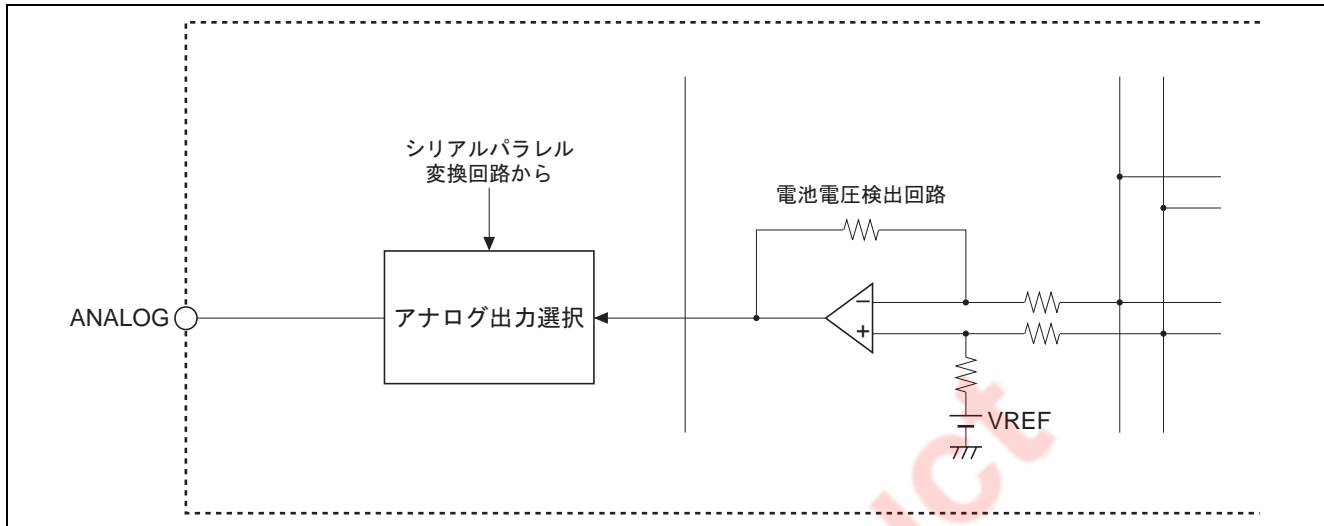 シリアルパラレル
変換回路から
電池電圧検出回路
ANALOG
アナログ出力選択
−
+
VREF
uct